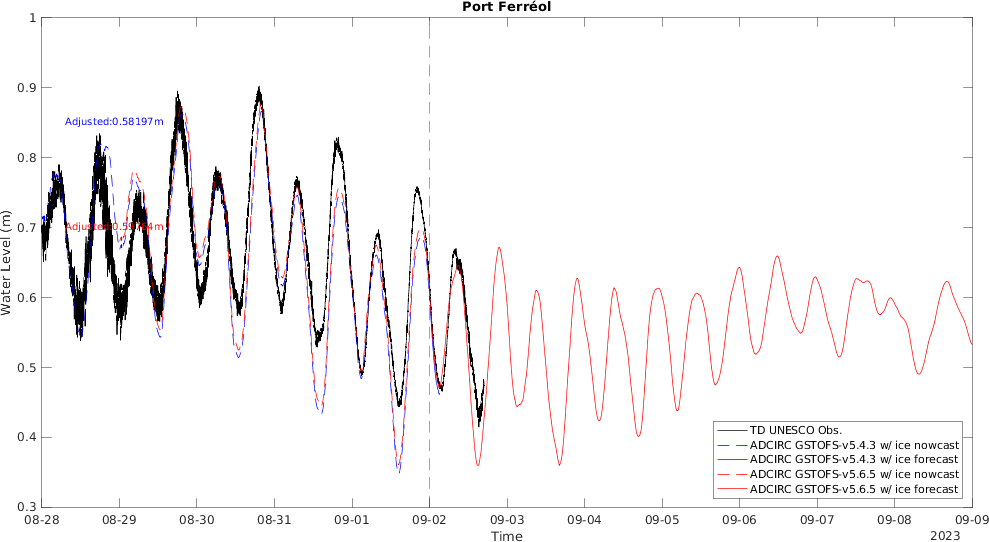 Port Ferréol
1
0.9
0.8
0.7
0.6
0.5
0.4
0.3
Water Level (m)
Adjusted:0.58197m
08-28
08-29
08-30
08-31
09-01
09-02
09-03
09-04
09-05
09-06
09-07
09-08
09-09
Time
2023
TD UNESCO Obs.
ADCIRC GSTOFS-v5.4.3 w/ ice nowcast
ADCIRC GSTOFS-v5.4.3 w/ ice forecast
ADCIRC GSTOFS-v5.6.5 w/ ice nowcast
ADCIRC GSTOFS-v5.6.5 w/ ice forecast